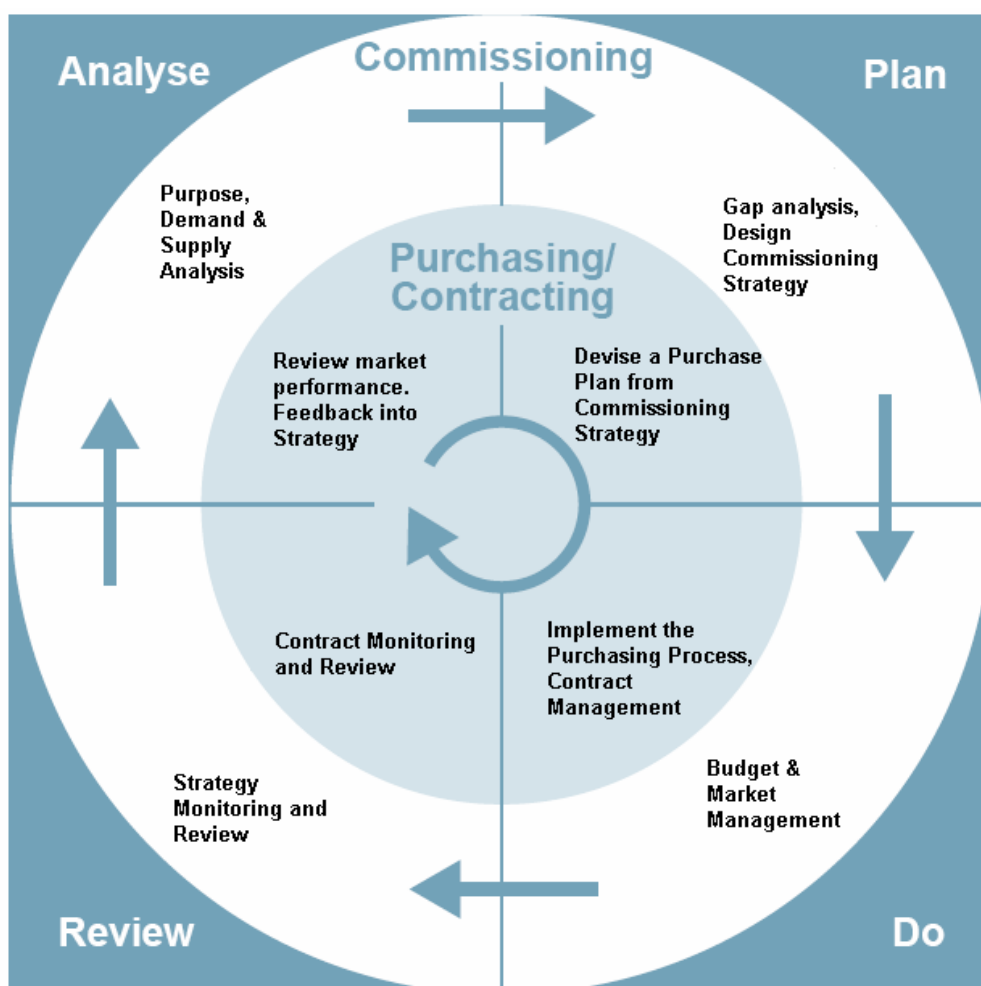 Commissioning
Analyse
Plan
Purpose,
Demand &
Supply
Analysis
Gap analysis,
Design
Commissioning
Strategy
Purchasing/
Contracting
Review market
performance.
Feedback into
Strategy
Devise a Purchase
Plan from
Commissioning
Strategy
Contract Monitoring
and Review
Implement the
Purchasing Process,
Contract
Management
Strategy
Monitoring and
Review
Budget &
Market
Management
Review
Do